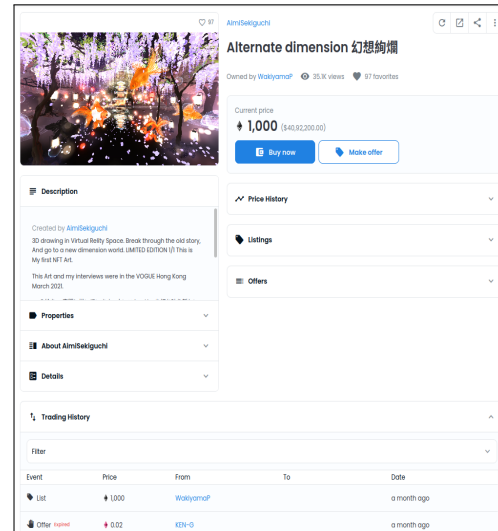 97
AimiSekiguchi
Alternate dimension 幻想絢爛
Owned by WakiyamaP 35.1K views 97 favorites
Current price
1,000 ($40,92,200.00)
Buy now
Make offer
Description
Created by AimiSekiguchi
3D drawing in Virtual Relity Space. Break through the old story,
And go to a new dimension world. LIMITED EDITION 1/1 This is
My first NFT Art.
This Art and my interviews were in the VOGUE Hong Kong
March 2021.
Price History
Listings
Offers
Properties
About AimiSekiguchi
Details
Trading History
Filter
Event Price From To Date
List 1,000 WakiyamaP a month ago
Offer Expired 0.02 KEN-G a month ago